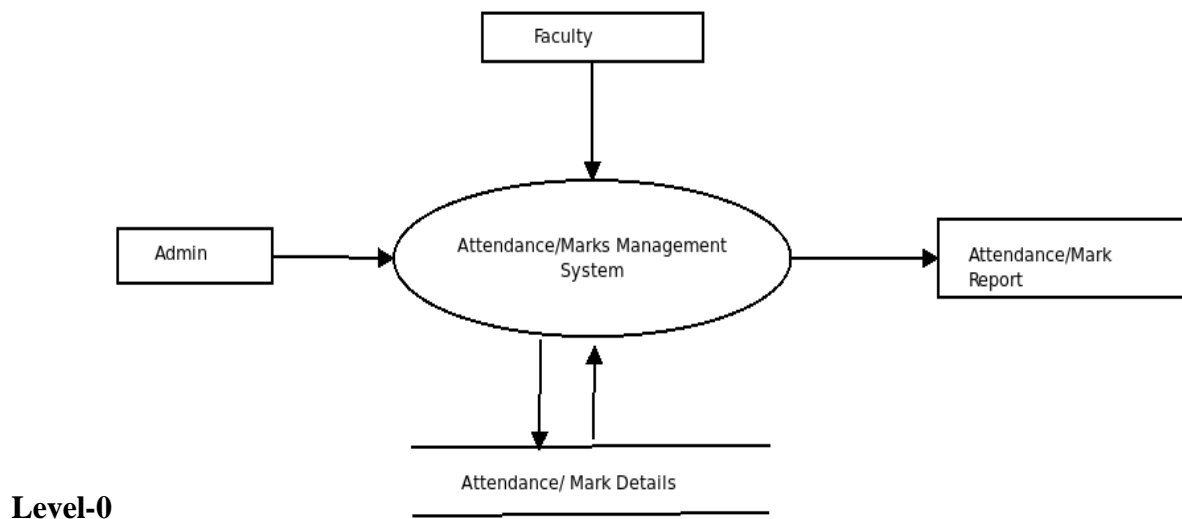 Faculty
Admin
Attendance/Marks Management
System
Attendance/Mark
Report
Attendance/ Mark Details
Level-0